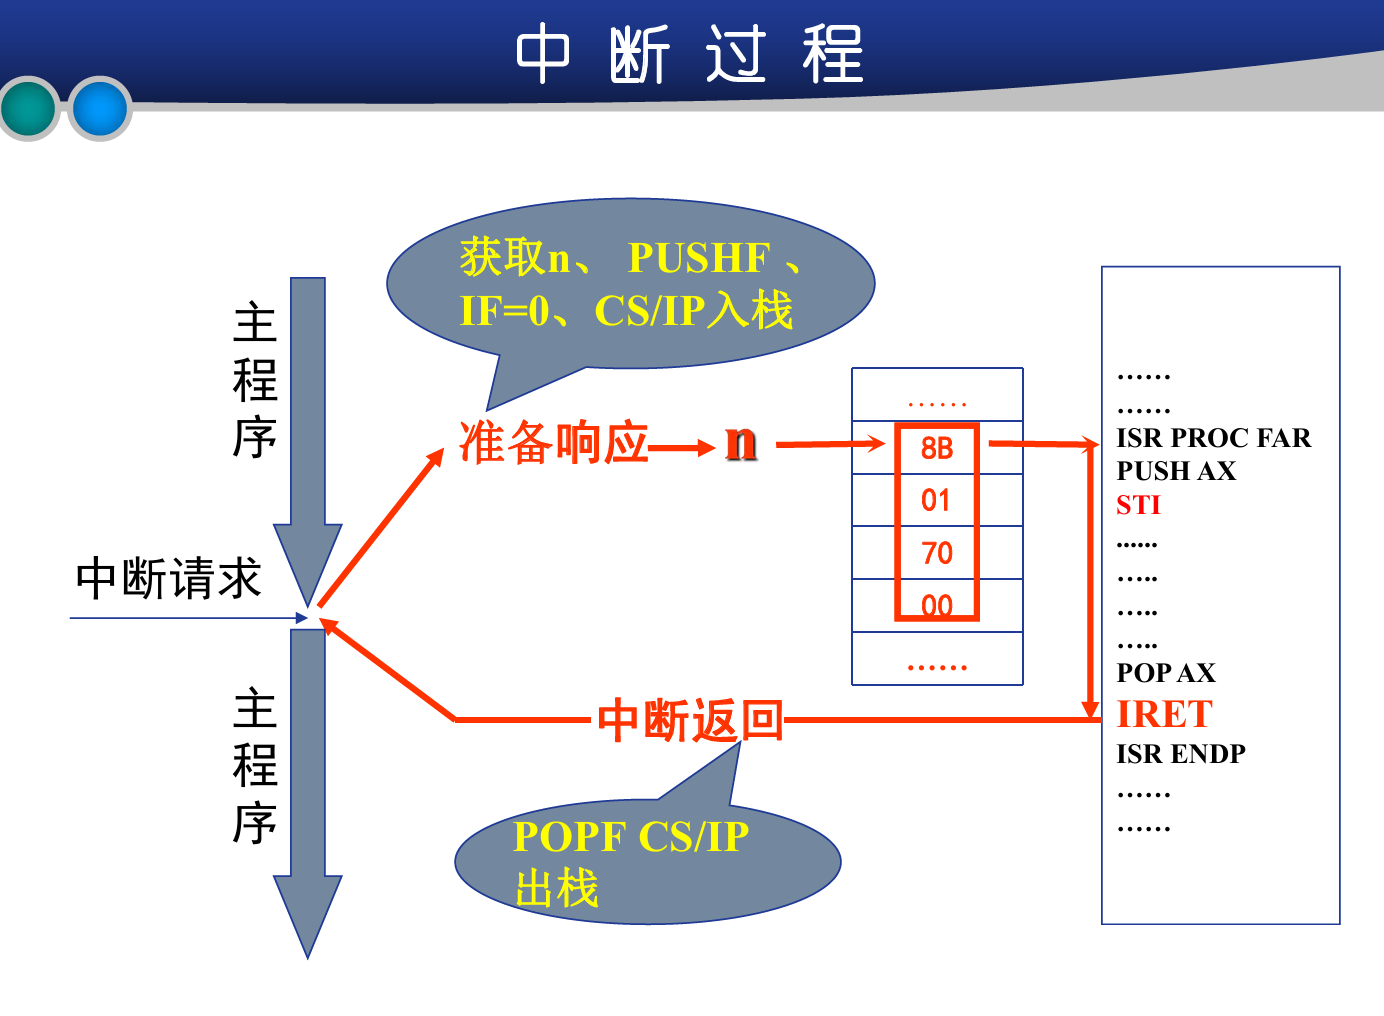 中断过程
获取n、 PUSHF 、
IF=0、CS/IP入栈
主
程
序
准备响应
n
……
8B
01
70
00
……
……
……
ISR PROC FAR
PUSH AX
STI
......
…..
…..
…..
POP AX
IRET
ISR ENDP
……
……
中断请求
主
程
序
中断返回
POPF CS/IP
出栈